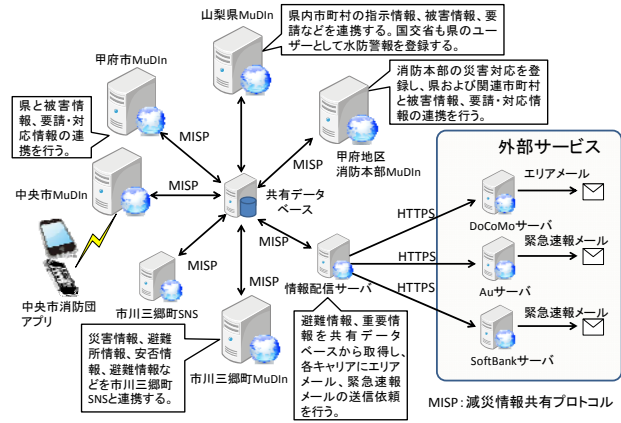 山梨県MuDIn
県内市町村の指示情報、被害情報、要
請などを連携する。国交省も県のユー
ザーとして水防警報を登録する。
甲府市MuDIn
消防本部の災害対応を登
録し、県および関連市町村
と被害情報、要請・対応情
報の連携を行う。
県と被害情
報、要請・対
応情報の連
携を行う。
MISP
MISP
甲府地区
消防本部MuDIn
外部サービス
エリアメール
中央市MuDIn
MISP
共有データ
ベース
HTTPS
DoCoMoサーバ
MISP
MISP
緊急速報メール
中央市消防団
アプリ
市川三郷町SNS
MISP
情報配信サーバ
HTTPS
Auサーバ
HTTPS
緊急速報メール
災害情報、避難
所情報、安否情
報、避難情報な
どを市川三郷町
SNSと連携する。
市川三郷町MuDIn
避難情報、重要情
報を共有データ
ベースから取得し、
各キャリアにエリア
メール、緊急速報
メールの送信依頼
を行う。
SoftBankサーバ
MISP:減災情報共有プロトコル